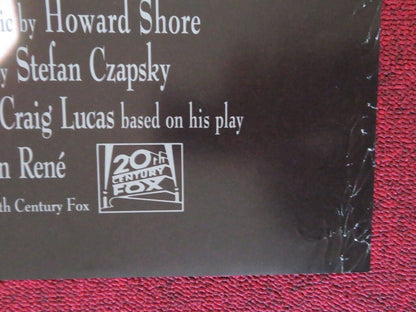 ic by Howard Shore
y Stefan Czapsky
Craig Lucas based on his play
n René
th Century Fox
20th
CENTURY
FOX